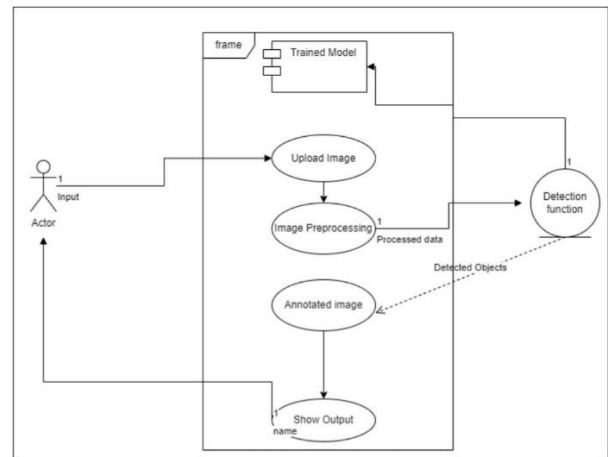 frame
Trained Model
Upload Image
1
Input
Actor
Image Preprocessing
1
Processed data
1
Detection
function
Detected Objects
Annotated image
1
name
Show Output